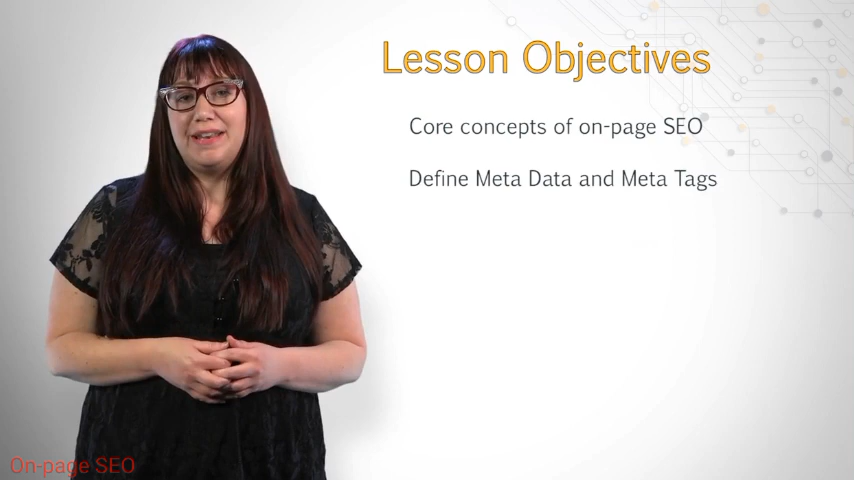 Lesson Objectives
Core concepts of on-page SEO
Define Meta Data and Meta Tags
On-page SEO